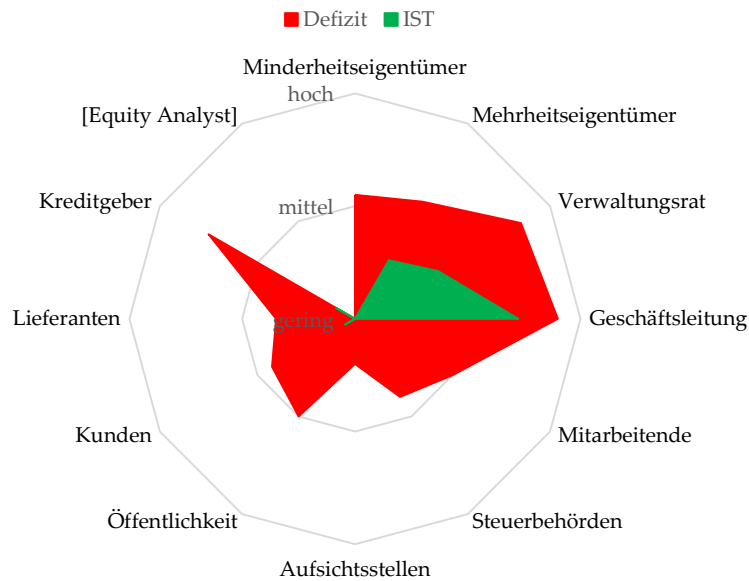 Defizit IST
Minderheitseigentümer
hoch
[Equity Analyst]
Mehrheitseigentümer
Kreditgeber
Verwaltungsrat
mittel
Lieferanten
gering
Geschäftsleitung
Kunden
Mitarbeitende
Öffentlichkeit
Steuerbehörden
Aufsichtsstellen